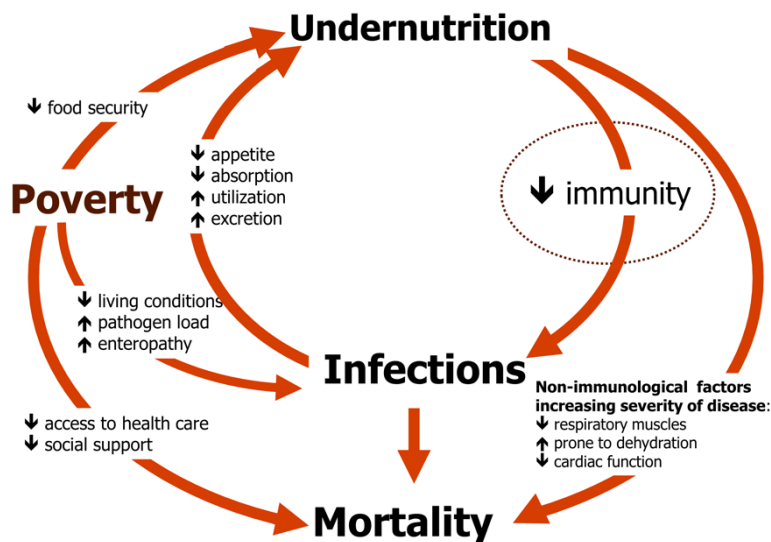 Undernutrition
↓ food security
↓ appetite
↓ absorption
↑ utilization
↑ excretion
Poverty
↓ immunity
↓ living conditions
↑ pathogen load
↑ enteropathy
Infections
Non-immunological factors
increasing severity of disease:
↓ respiratory muscles
↑ prone to dehydration
↓ cardiac function
↓ access to health care
↓ social support
Mortality